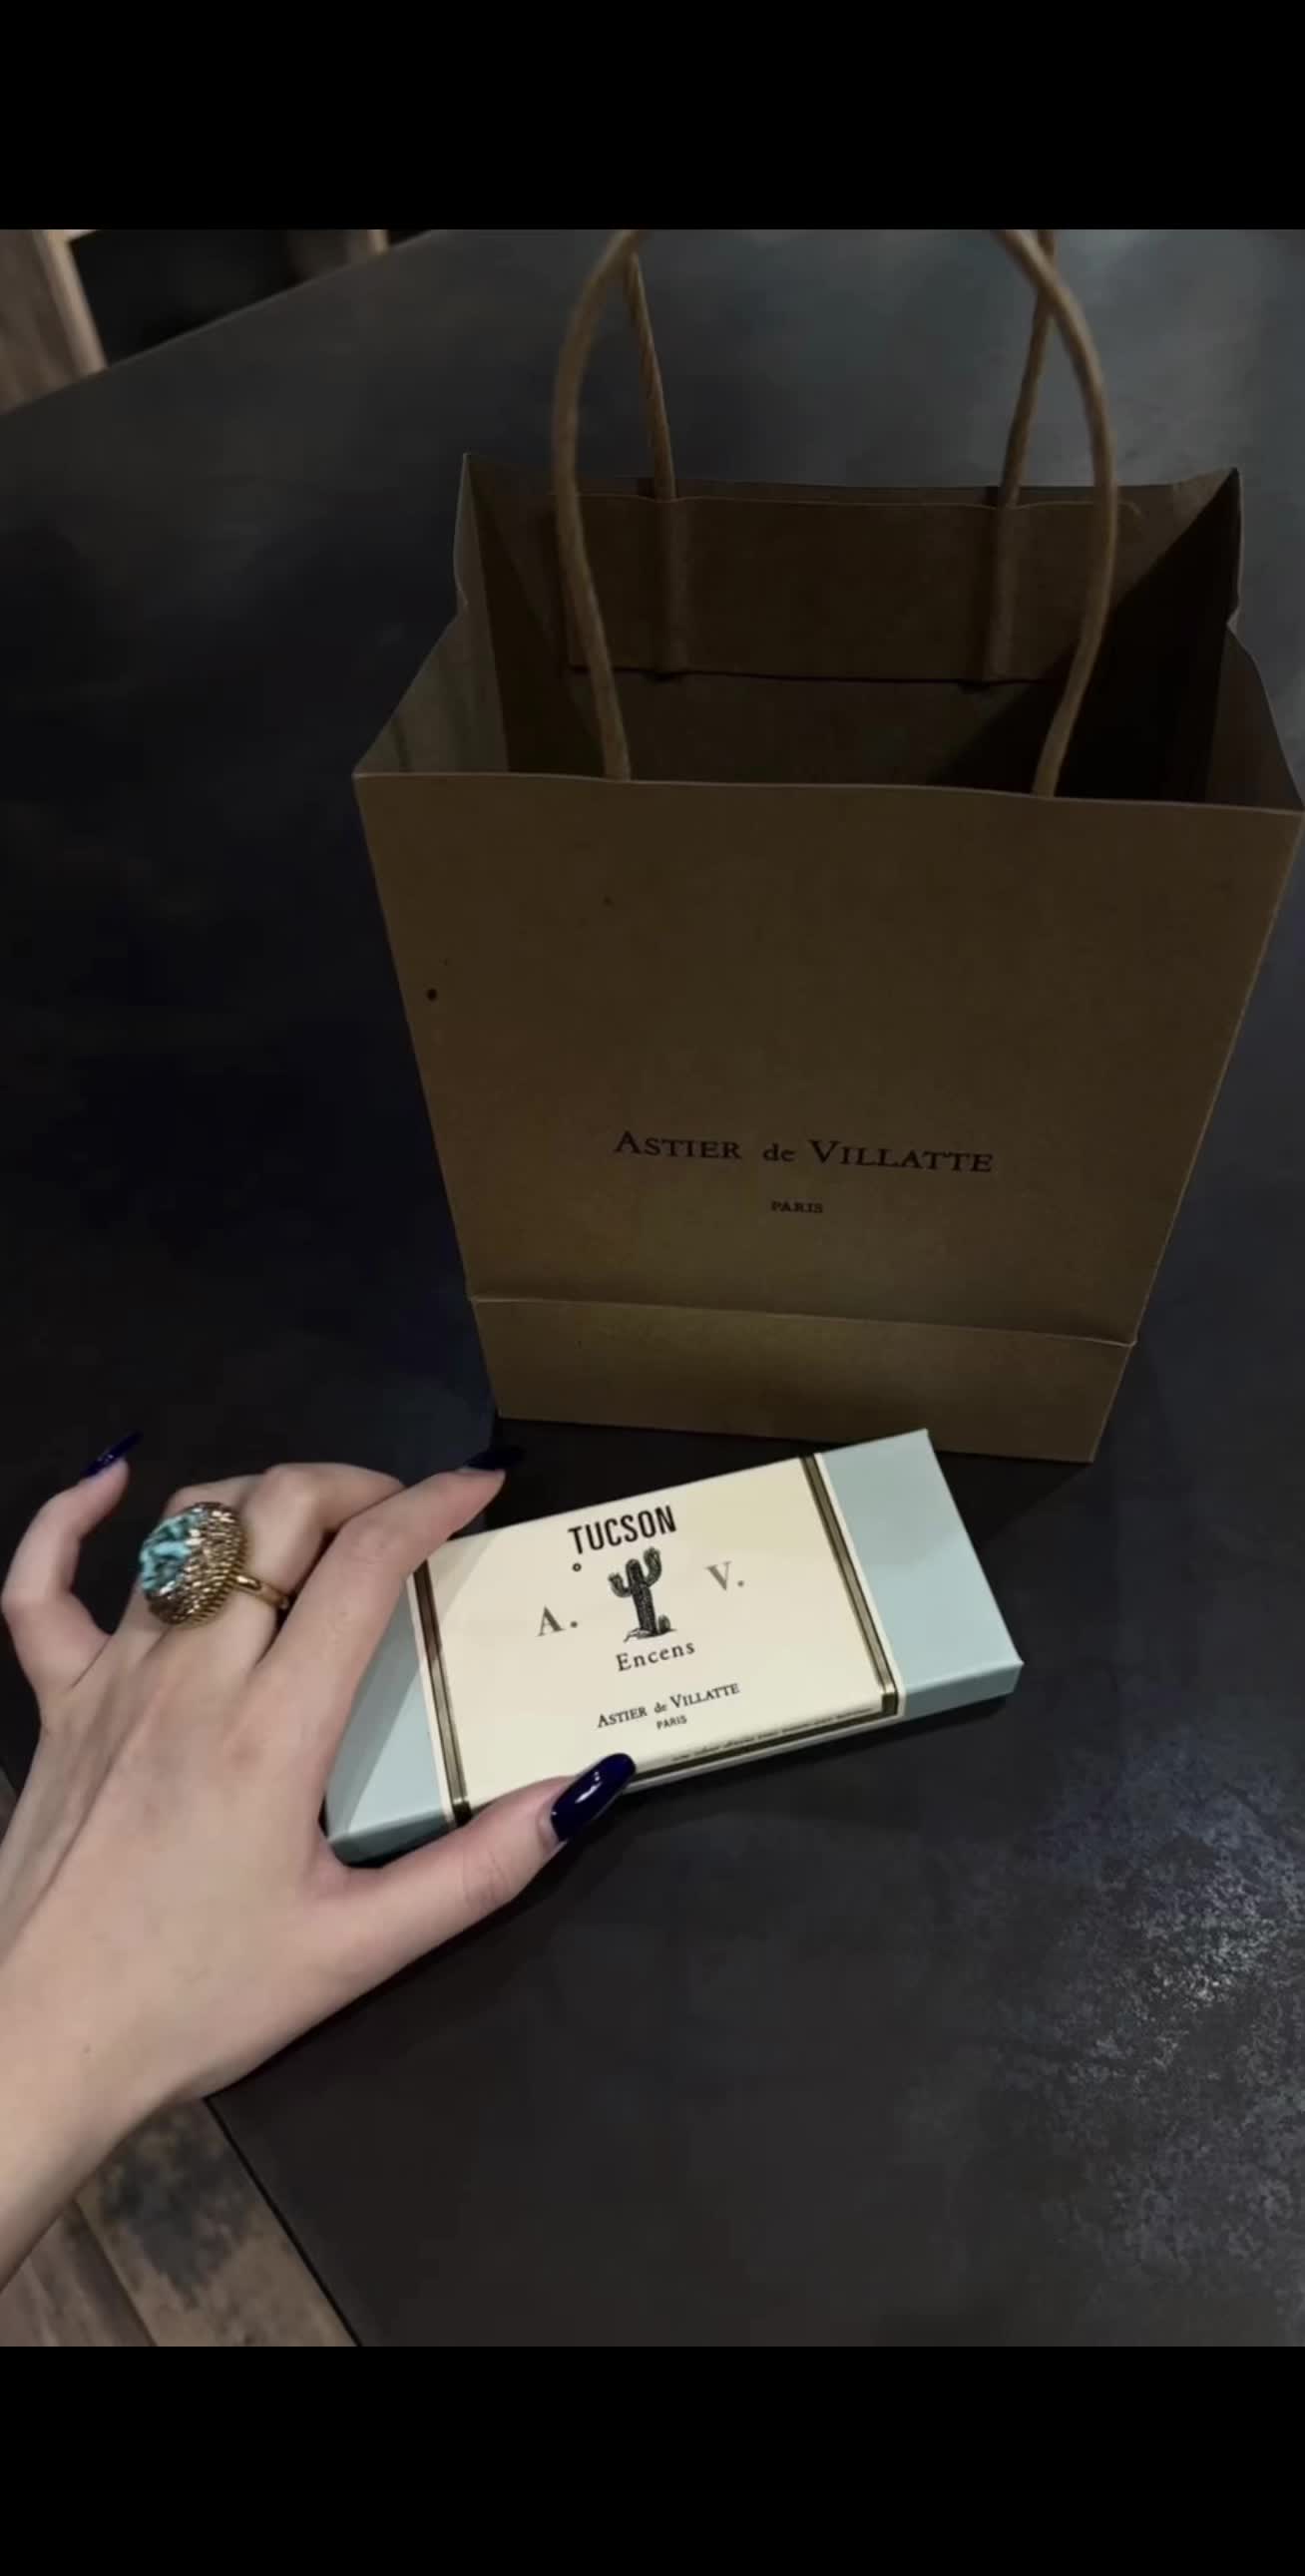 ASTIER de VILLATTE
PARIS
TUCSON
A. V.
Encens
ASTIER de VILLATTE
PARIS